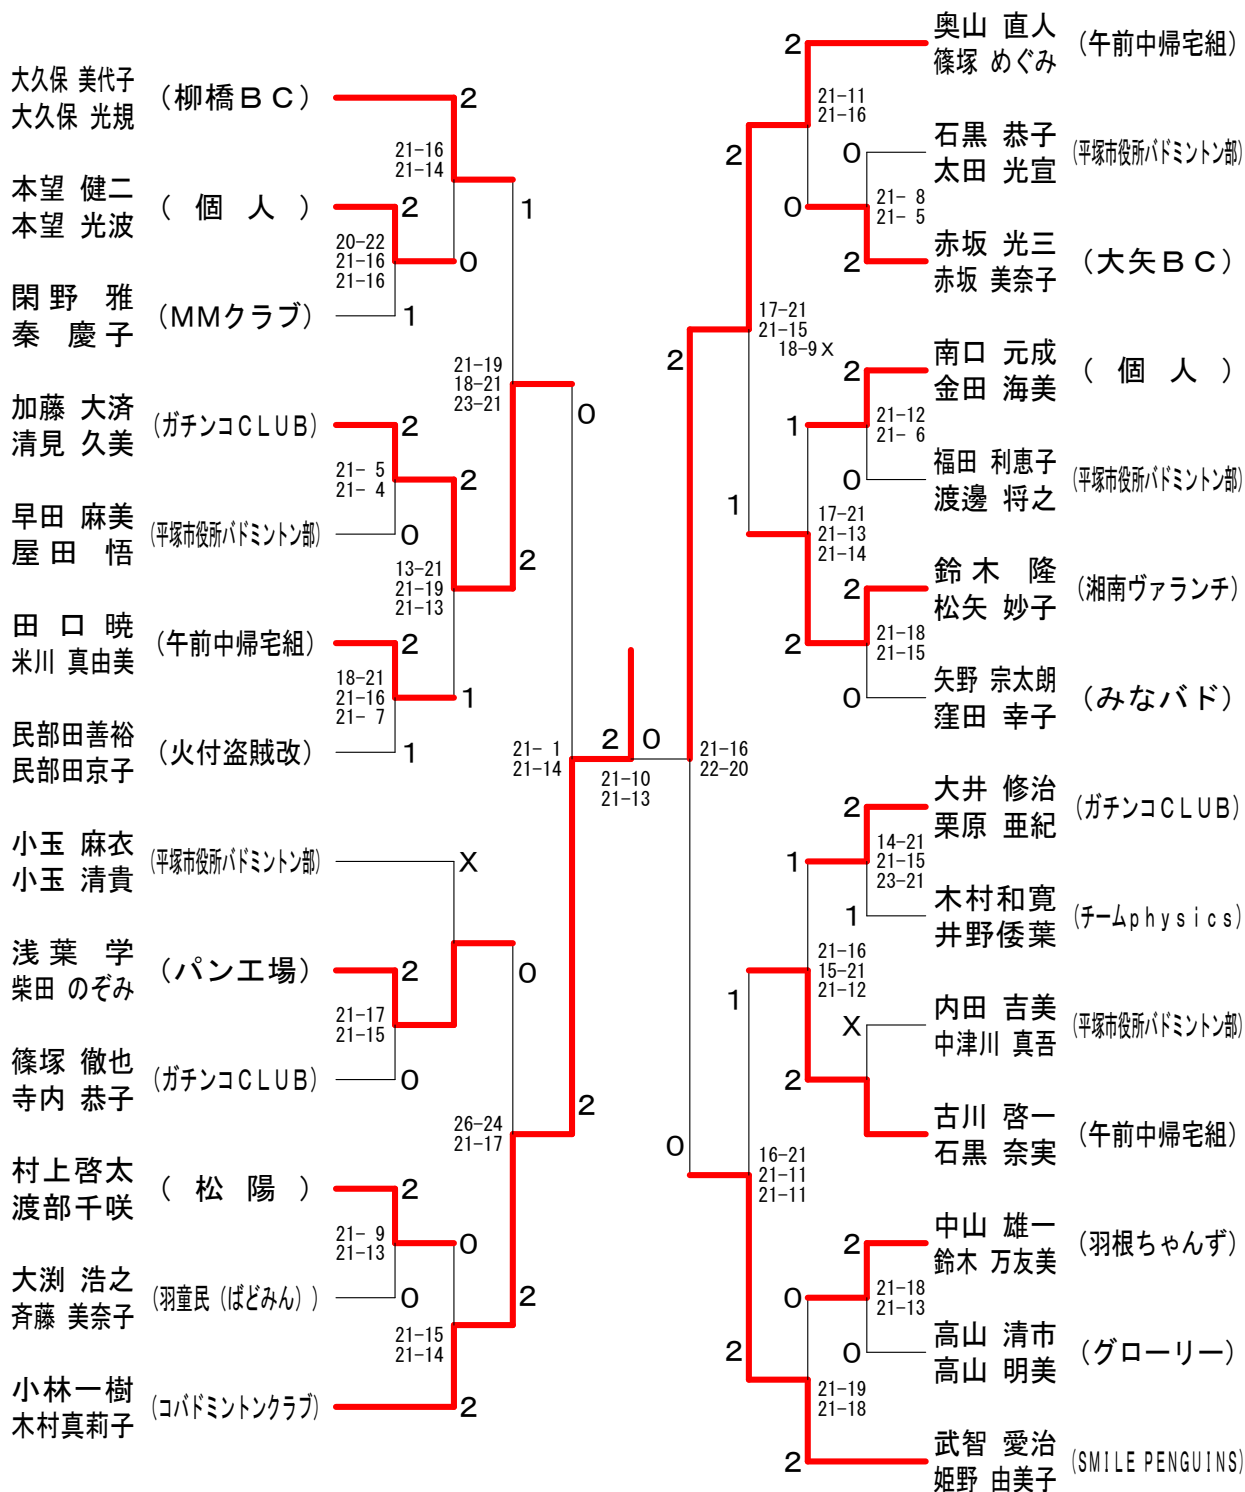 大久保 美代子
大久保 光規
(柳橋ＢＣ)
2
21-16
21-14
本望 健二
本望 光波
( 個 人 )
2
20-22
21-16
21-16
0
1
閑野 雅
秦 慶子
(MMクラブ)
1
21-19
18-21
23-21
0
加藤 大済
清見 久美
(ガチンコCLUB)
2
21- 5
21- 4
2
早田 麻美
屋田 悟
(平塚市役所バドミントン部)
0
13-21
21-19
21-13
2
田口 暁
米川 真由美
(午前中帰宅組)
2
18-21
21-16
21- 7
1
民部田善裕
民部田京子
(火付盗賊改)
1
21- 1
21-14
小玉 麻衣
小玉 清貴
(平塚市役所バドミントン部)
X
浅葉 学
柴田 のぞみ
(パン工場)
2
21-17
21-15
0
篠塚 徹也
寺内 恭子
(ガチンコCLUB)
0
26-24
21-17
2
村上啓太
渡部千咲
( 松 陽 )
2
21- 9
21-13
0
大渕 浩之
斉藤 美奈子
(羽童民（ばどみん）)
0
21-15
21-14
2
小林一樹
木村真莉子
(コバドミントンクラブ)
2
2
0
21-10
21-13
2
奥山 直人
篠塚 めぐみ
(午前中帰宅組)
21-11
21-16
2
0
石黒 恭子
太田 光宣
(平塚市役所バドミントン部)
0
21- 8
21- 5
2
赤坂 光三
赤坂 美奈子
(大矢ＢＣ)
17-21
21-15
18-9X
2
2
南口 元成
金田 海美
( 個 人 )
1
21-12
21- 6
0
福田 利恵子
渡邊 将之
(平塚市役所バドミントン部)
1
17-21
21-13
21-14
2
鈴木 隆
松矢 妙子
(湘南ヴァランチ)
2
21-18
21-15
0
矢野 宗太朗
窪田 幸子
(みなバド)
21-16
22-20
2
大井 修治
栗原 亜紀
(ガチンコCLUB)
1
14-21
21-15
23-21
1
木村和寛
井野倭葉
(チームphysics)
1
21-16
15-21
21-12
X
内田 吉美
中津川 真吾
(平塚市役所バドミントン部)
2
古川 啓一
石黒 奈実
(午前中帰宅組)
0
16-21
21-11
21-11
2
中山 雄一
鈴木 万友美
(羽根ちゃんず)
0
21-18
21-13
0
高山 清市
高山 明美
(グローリー)
2
21-19
21-18
2
武智 愛治
姫野 由美子
(SMILE PENGUINS)